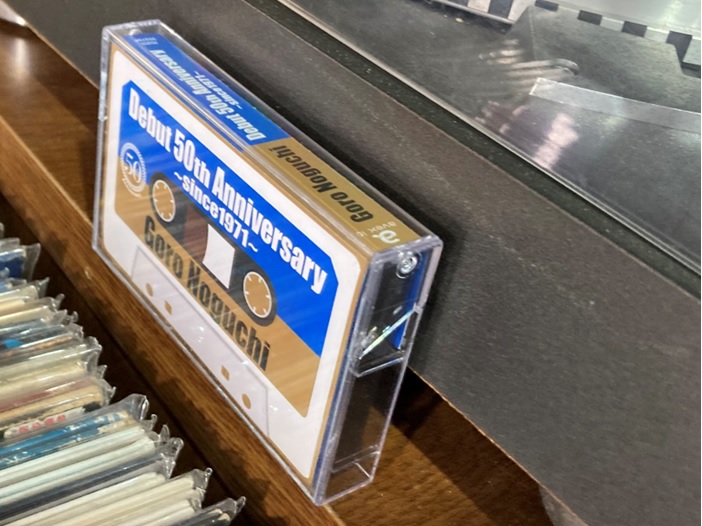 Debut 50th Anniversary
~since1971~
Goro Noguchi
Debut 50th Anniversary
~since1971~
50
Goro Noguchi